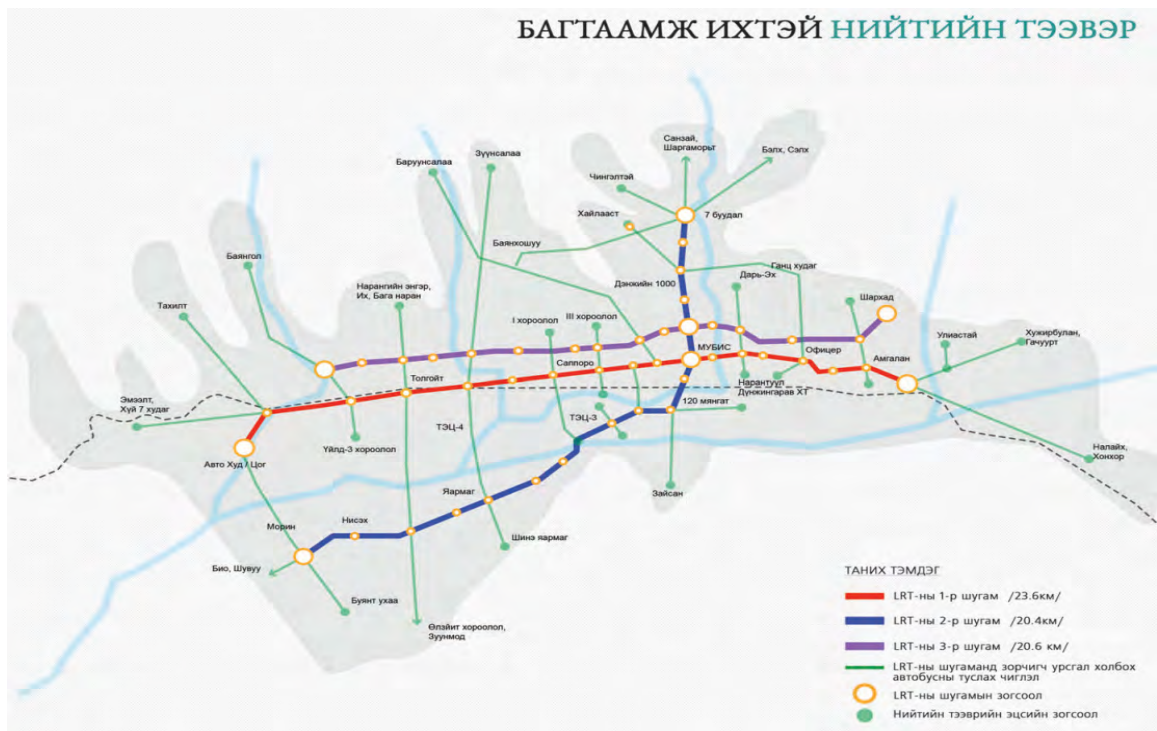 БАГТААМЖ ИХТЭЙ НИЙТИЙН ТЭЭВЭР
Зүүнсалаа
Баруунсалаа
Санзай,
Шаргаморьт
Бэлх, Сэлх
Чингэлтэй
Хайлааст
7 буудал
Баянхошуу
Баянгол
Ганц худаг
Дарь-Эх
Нарангийн энгэр,
Их, Бага наран
Дэнжийн 1000
Тахилт
I хороолол
III хороолол
Шархад
Улиастай
Хужирбулан,
Гачуурт
МУБИС
Офицер
Амгалан
Саппоро
Толгойт
Нарантуул
Дүнжингарав ХТ
Эмээлт,
Хуй 7 худаг
120 мянгат
ТЭЦ-3
ТЭЦ-4
Үйлд-3 хороолол
Налайх,
Хонхор
Авто Худ / Цог
Зайсан
Яармаг
Нисэх
Морин
Шинэ яармаг
Био, Шувуу
Буянт ухаа
Өлзийт хороолол,
Зуунмод
ТАНИХ ТЭМДЭГ
LRT-ны 1-р шугам /23.6км/
LRT-ны 2-р шугам /20.4км/
LRT-ны 3-р шугам /20.6 км/
LRT-ны шугаманд зорчигч урсгал холбох
автобусны туслах чиглэл
LRT-ны шугамын зогсоол
Нийтийн тээврийн эцсийн зогсоол